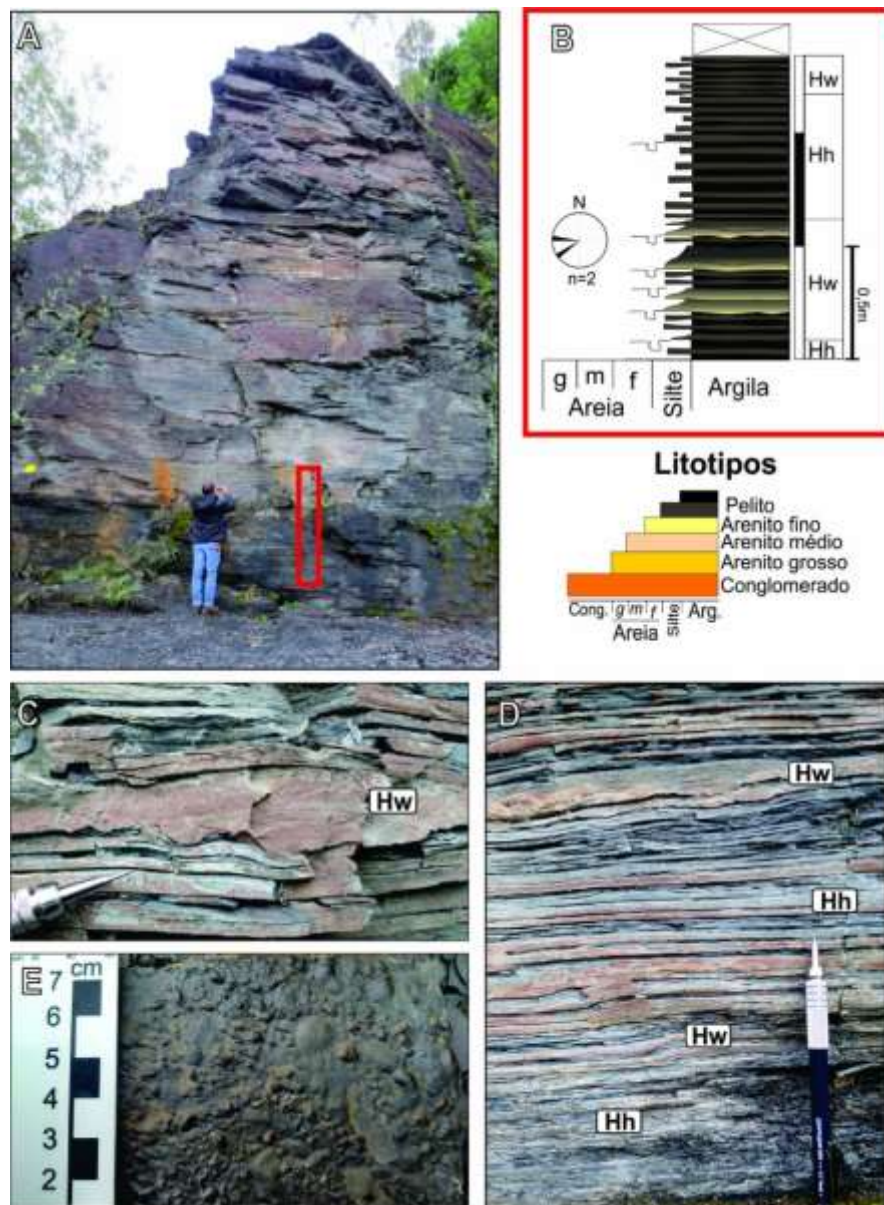 A
B
Hw
Hh
Hw
Hh
N
n=2
0,5m
g m f Silte Argila
Areia
Litotipos
Pelito
Arenito fino
Arenito médio
Arenito grosso
Conglomerado
Cong. g m f Silte Arg.
Areia
C
Hw
D
Hw
Hh
Hw
Hh
E
cm
7
6
5
4
3
2